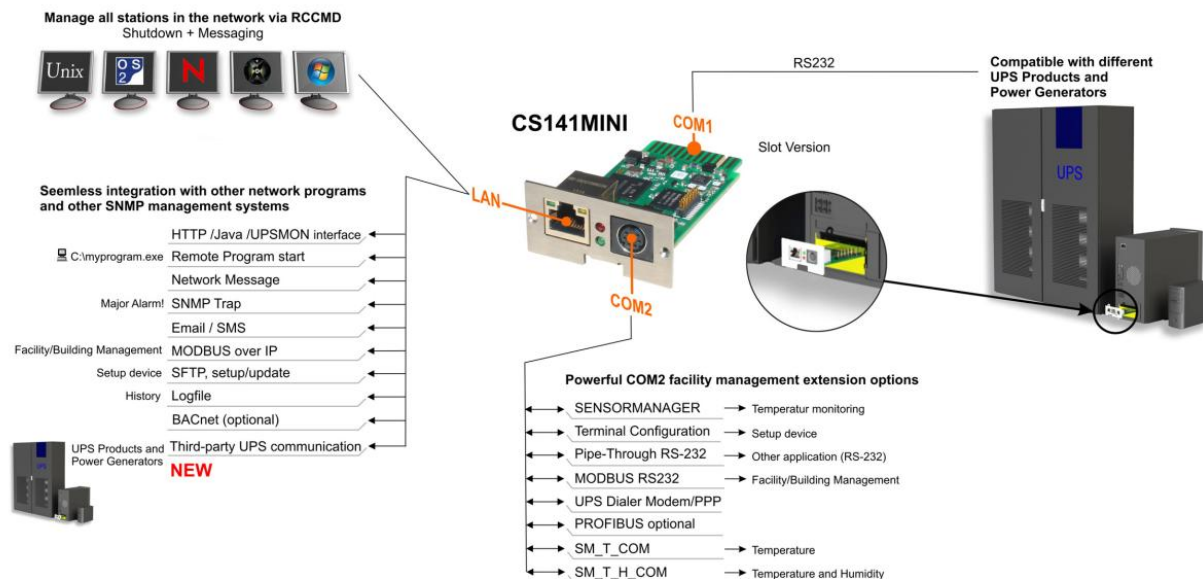 Manage all stations in the network via RCCMD
Shutdown + Messaging
Unix
OS
2
N
RS232
Compatible with different
UPS Products and
Power Generators
CS141MINI
COM1
Slot Version
UPS
LAN
COM2
Seemless integration with other network programs
and other SNMP management systems
HTTP /Java /UPSMON interface
C:\myprogram.exe Remote Program start
Network Message
Major Alarm! SNMP Trap
Email / SMS
Facility/Building Management MODBUS over IP
Setup device SFTP, setup/update
History Logfile
BACnet (optional)
UPS Products and
Power Generators
Third-party UPS communication
NEW
UPS
Powerful COM2 facility management extension options
SENSORMANAGER Temperatur monitoring
Terminal Configuration Setup device
Pipe-Through RS-232 Other application (RS-232)
MODBUS RS232 Facility/Building Management
UPS Dialer Modem/PPP
PROFIBUS optional
SM_T_COM Temperature
SM_T_H_COM Temperature and Humidity